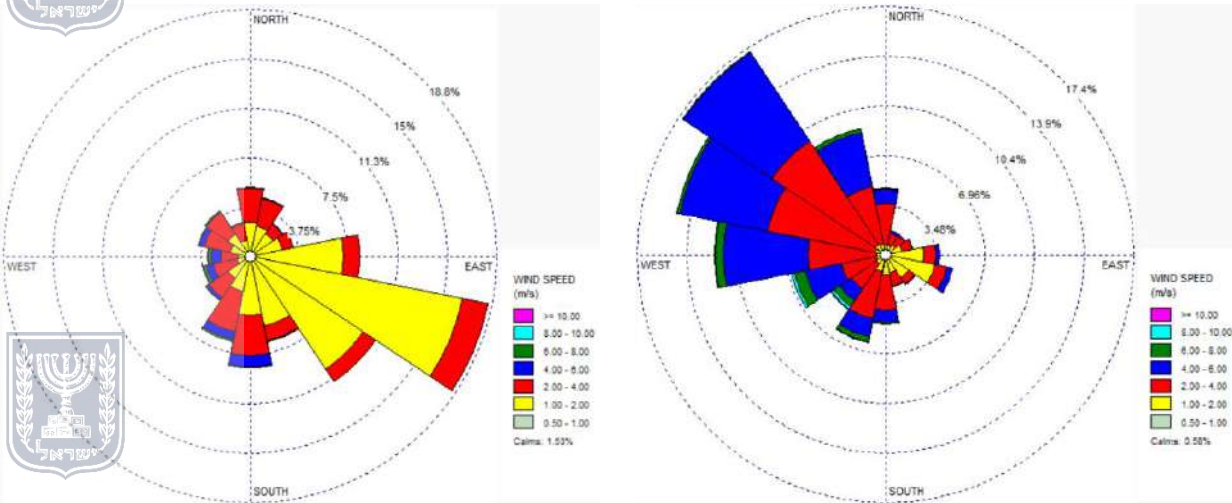 ישראל
NORTH
18.8%
15%
11.3%
7.5%
3.75%
WEST
EAST
SOUTH
WIND SPEED
(m/s)
>= 10.00
8.00 - 10.00
6.00 - 8.00
4.00 - 6.00
2.00 - 4.00
1.00 - 2.00
0.50 - 1.00
Calms: 1.53%
ישראל
NORTH
17.4%
13.9%
10.4%
6.96%
3.48%
WEST
EAST
SOUTH
WIND SPEED
(m/s)
>= 10.00
8.00 - 10.00
6.00 - 8.00
4.00 - 6.00
2.00 - 4.00
1.00 - 2.00
0.50 - 1.00
Calms: 0.58%